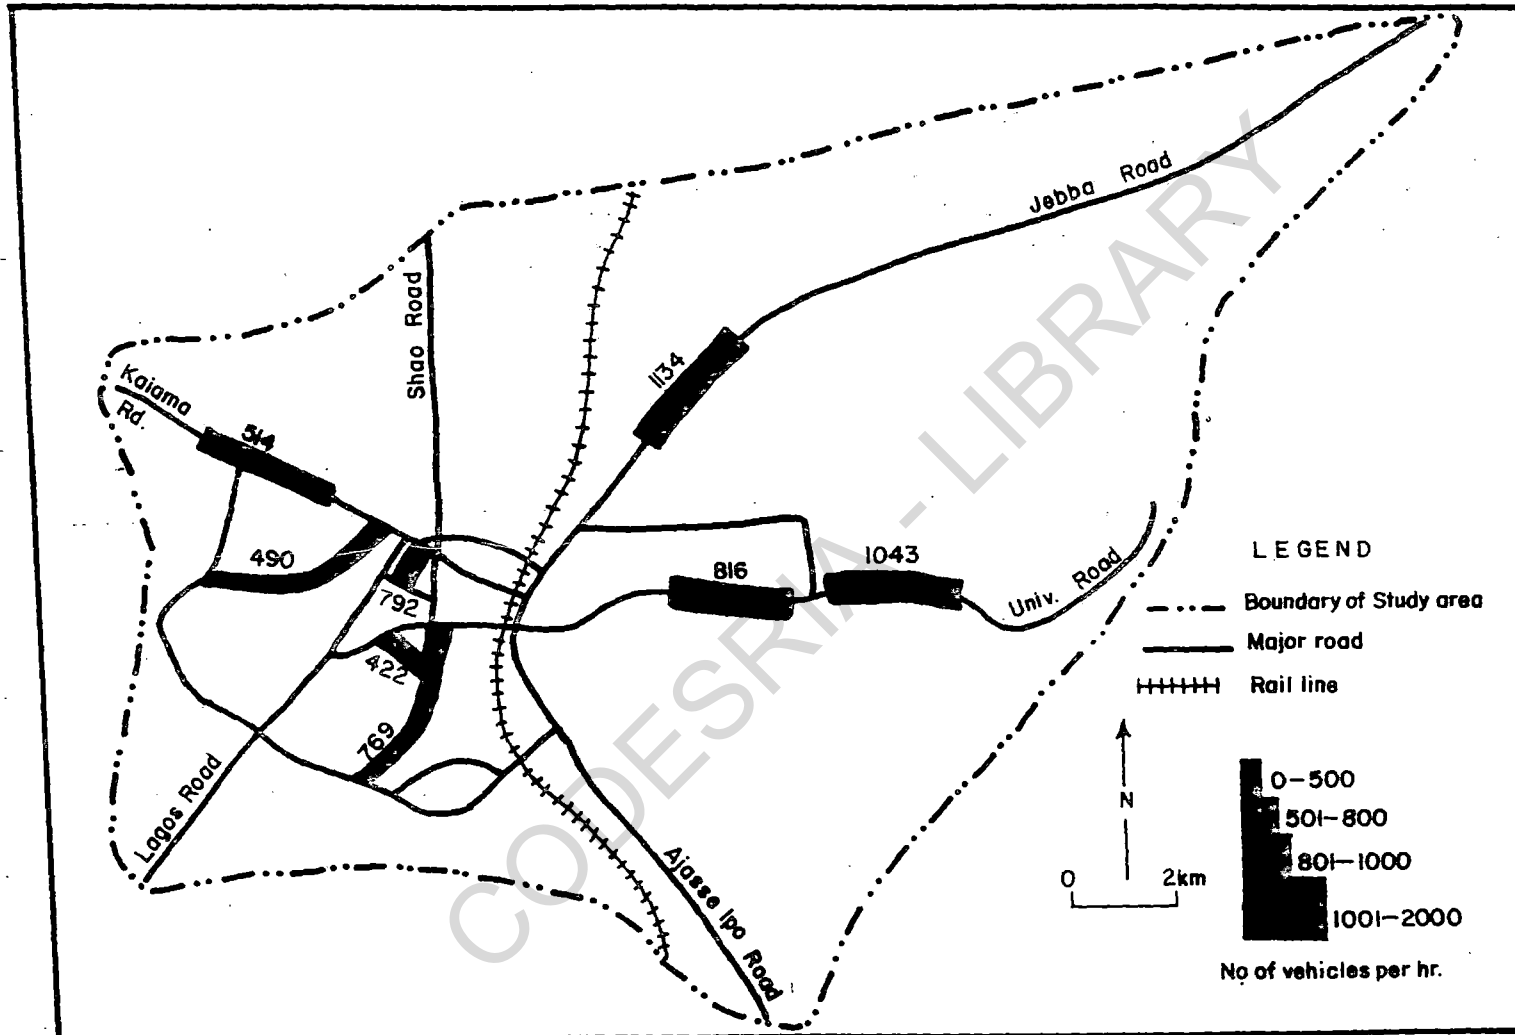 Jebba Road
Shao Road
Kaiama
Rd.
514
1134
490
792
816
1043
Univ. Road
422
769
Lagos Road
Ajasse Ipo Road
LEGEND
Boundary of Study area
Major road
Rail line
N
0 2km
0-500
501-800
801-1000
1001-2000
No of vehicles per hr.
CODESRIA - LIBRARY